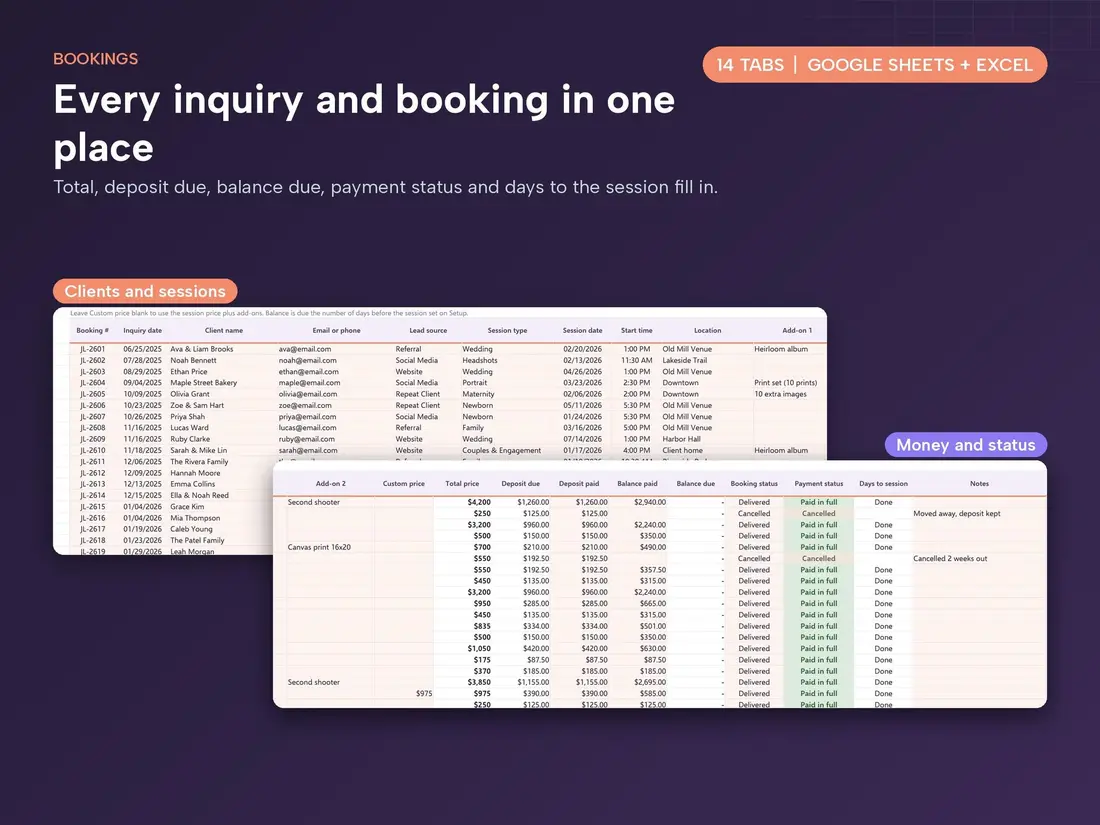 BOOKINGS
14 TABS | GOOGLE SHEETS + EXCEL
Every inquiry and booking in one
place
Total, deposit due, balance due, payment status and days to the session fill in.
Clients and sessions
Leave Custom price blank to use the session price plus add-ons. Balance is due the number of days before the session set on Setup.
Booking # Inquiry date Client name Email or phone Lead source Session type Session date Start time Location Add-on 1
JL-2601 06/25/2025 Ava & Liam Brooks ava@email.com Referral Wedding 02/20/2026 1:00 PM Old Mill Venue Heirloom album
JL-2602 07/28/2025 Noah Bennett noah@email.com Social Media Headshots 02/13/2026 11:30 AM Lakeside Trail
JL-2603 08/29/2025 Ethan Price ethan@email.com Website Wedding 04/26/2026 1:00 PM Old Mill Venue
JL-2604 09/04/2025 Maple Street Bakery maple@email.com Social Media Portrait 03/23/2026 2:30 PM Downtown Print set (10 prints)
JL-2605 10/09/2025 Olivia Grant olivia@email.com Repeat Client Maternity 02/06/2026 2:00 PM Downtown 10 extra images
JL-2606 10/23/2025 Zoe & Sam Hart zoe@email.com Repeat Client Newborn 05/11/2026 5:30 PM Old Mill Venue
JL-2607 10/26/2025 Priya Shah priya@email.com Social Media Newborn 01/24/2026 5:30 PM Old Mill Venue
JL-2608 11/16/2025 Lucas Ward lucas@email.com Referral Family 03/16/2026 5:00 PM Old Mill Venue
JL-2609 11/16/2025 Ruby Clarke ruby@email.com Website Wedding 07/14/2026 1:00 PM Harbor Hall
JL-2610 11/18/2025 Sarah & Mike Lin sarah@email.com Website Couples & Engagement 01/17/2026 4:00 PM Client home Heirloom album
JL-2611 12/06/2025 The Rivera Family
JL-2612 12/09/2025 Hannah Moore
JL-2613 12/13/2025 Emma Collins
JL-2614 12/15/2025 Ella & Noah Reed
JL-2615 01/04/2026 Grace Kim
JL-2616 01/04/2026 Mia Thompson
JL-2617 01/19/2026 Caleb Young
JL-2618 01/23/2026 The Patel Family
JL-2619 01/29/2026 Leah Morgan
Money and status
Add-on 2 Custom price Total price Deposit due Deposit paid Balance paid Balance due Booking status Payment status Days to session Notes
Second shooter $4,200 $1,260.00 $1,260.00 $2,940.00 - Delivered Paid in full Done
$250 $125.00 $125.00 - Cancelled Cancelled Moved away, deposit kept
$3,200 $960.00 $960.00 $2,240.00 - Delivered Paid in full Done
$500 $150.00 $150.00 $350.00 - Delivered Paid in full Done
Canvas print 16x20 $700 $210.00 $210.00 $490.00 - Delivered Paid in full Done
$550 $192.50 $192.50 - Cancelled Cancelled Cancelled 2 weeks out
$550 $192.50 $192.50 $357.50 - Delivered Paid in full Done
$450 $135.00 $135.00 $315.00 - Delivered Paid in full Done
$3,200 $960.00 $960.00 $2,240.00 - Delivered Paid in full Done
$950 $285.00 $285.00 $665.00 - Delivered Paid in full Done
$450 $135.00 $135.00 $315.00 - Delivered Paid in full Done
$835 $334.00 $334.00 $501.00 - Delivered Paid in full Done
$500 $150.00 $150.00 $350.00 - Delivered Paid in full Done
$1,050 $420.00 $420.00 $630.00 - Delivered Paid in full Done
$175 $87.50 $87.50 $87.50 - Delivered Paid in full Done
$370 $185.00 $185.00 $185.00 - Delivered Paid in full Done
Second shooter $3,850 $1,155.00 $1,155.00 $2,695.00 - Delivered Paid in full Done
$975 $975 $390.00 $390.00 $585.00 - Delivered Paid in full Done
$250 $125.00 $125.00 $125.00 - Delivered Paid in full Done